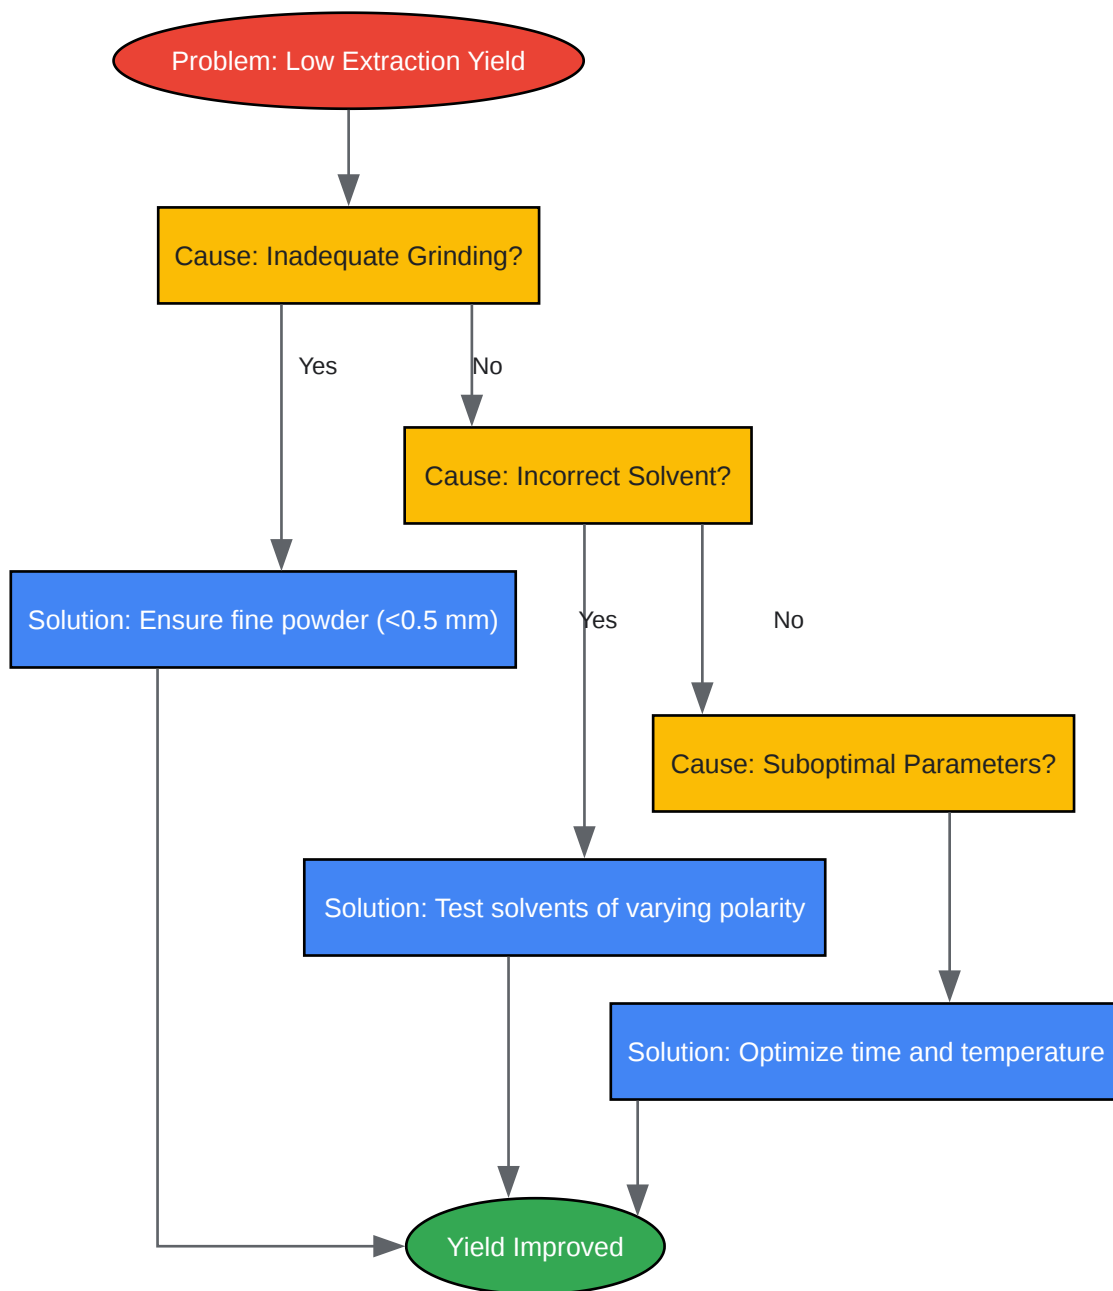 Problem: Low Extraction Yield
Cause: Inadequate Grinding?
Yes
No
Cause: Incorrect Solvent?
Solution: Ensure fine powder (<0.5 mm)
Yes
No
Cause: Suboptimal Parameters?
Solution: Test solvents of varying polarity
Solution: Optimize time and temperature
Yield Improved